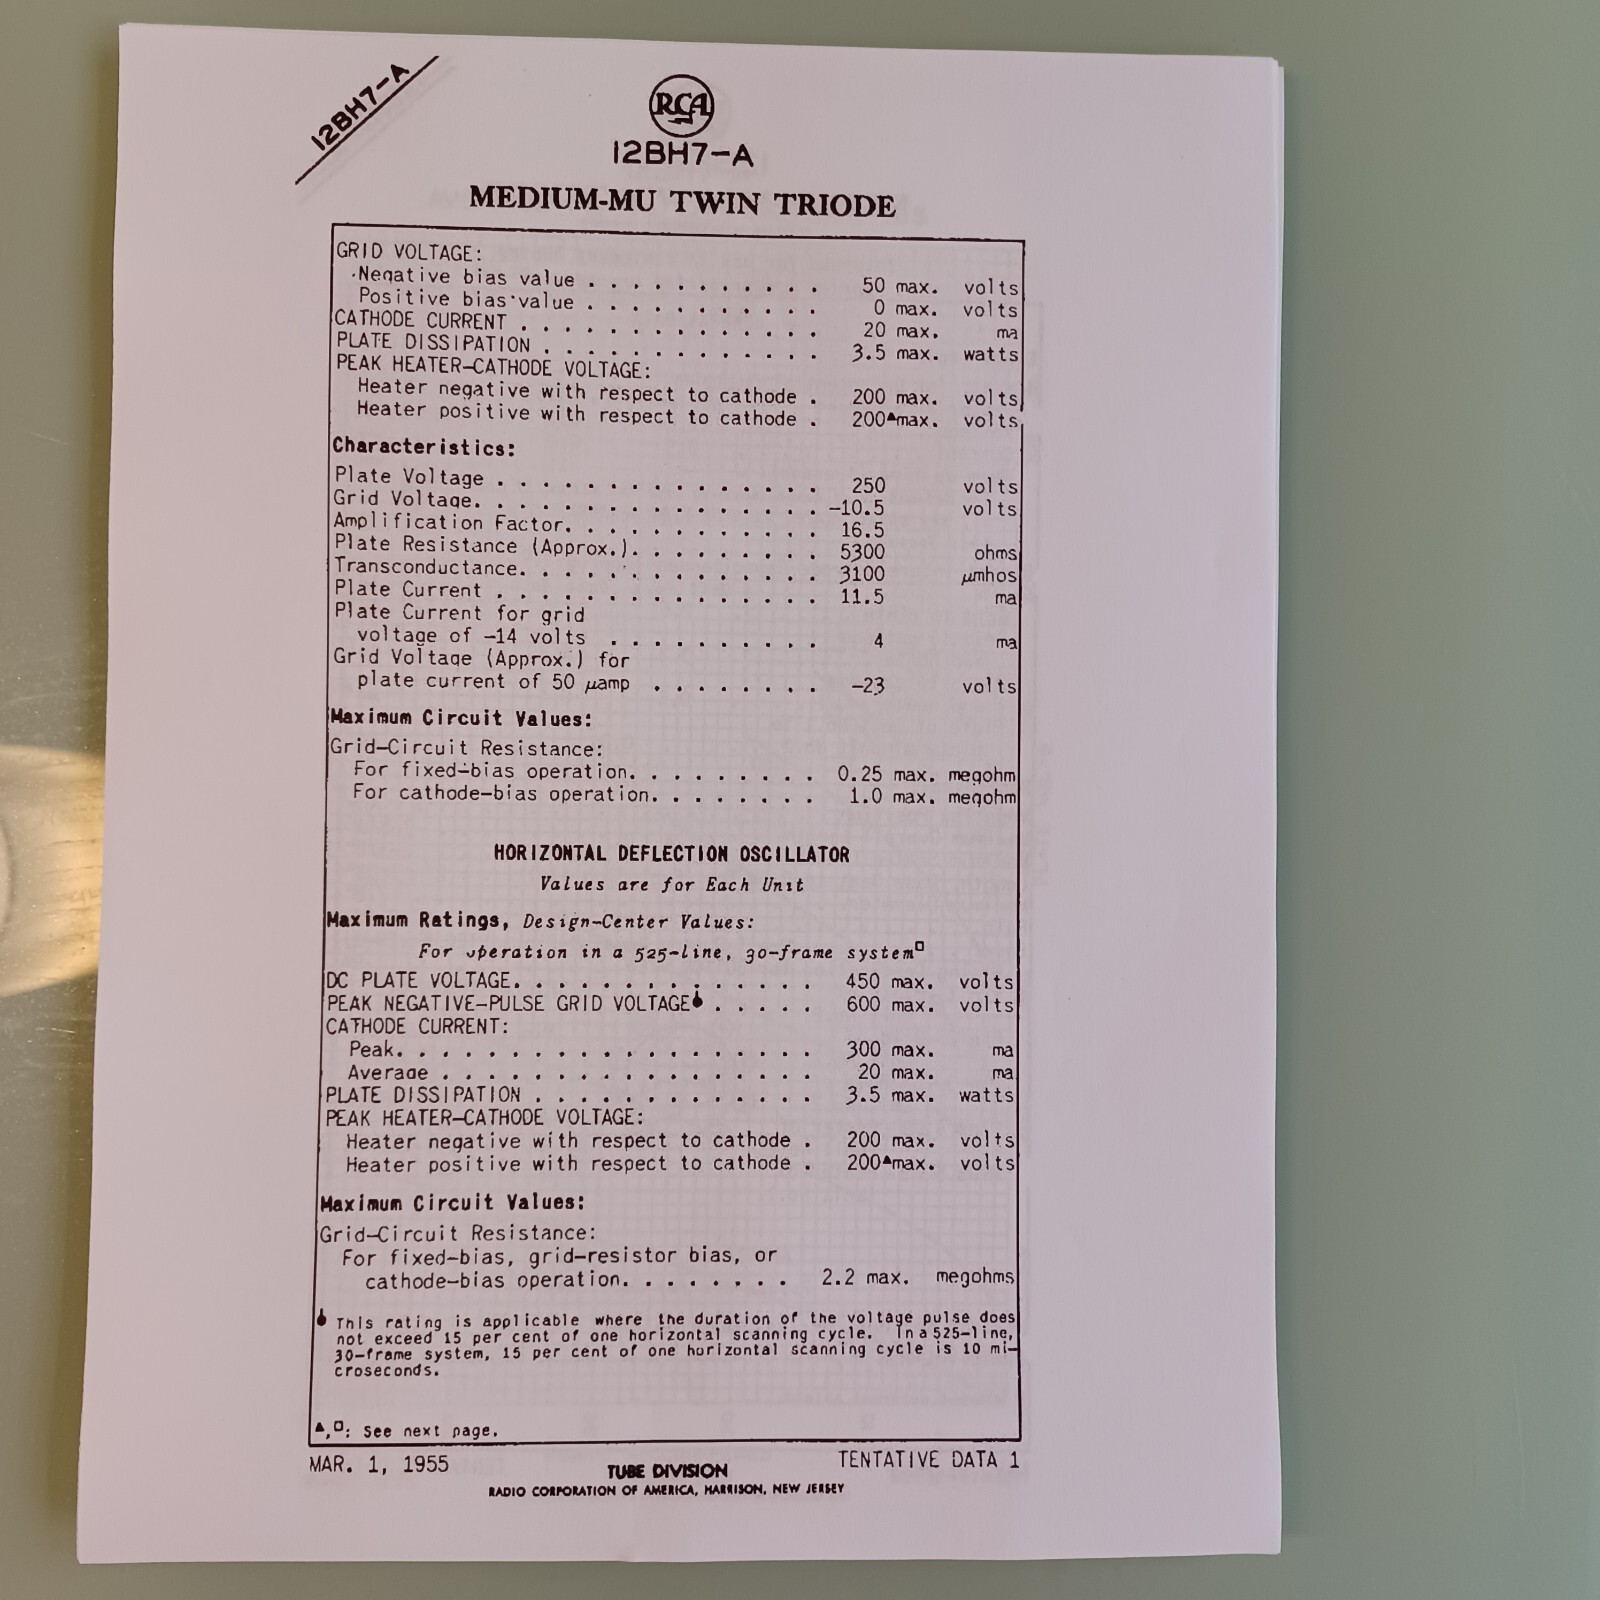 12BH7-A
RCA
12BH7-A
MEDIUM-MU TWIN TRIODE
GRID VOLTAGE:
Negative bias value . . . . . . . . . . . 50 max. volts
Positive bias value . . . . . . . . . . . 0 max. volts
CATHODE CURRENT . . . . . . . . . . . . . 20 max. ma
PLATE DISSIPATION . . . . . . . . . . . . 3.5 max. watts
PEAK HEATER-CATHODE VOLTAGE:
Heater negative with respect to cathode . 200 max. volts
Heater positive with respect to cathode . 200▲max. volts
Characteristics:
Plate Voltage . . . . . . . . . . . . . . 250 volts
Grid Voltage. . . . . . . . . . . . . . . -10.5 volts
Amplification Factor. . . . . . . . . . . 16.5
Plate Resistance (Approx.). . . . . . . . 5300 ohms
Transconductance. . . . . . . . . . . . . 3100 μmhos
Plate Current . . . . . . . . . . . . . . 11.5 ma
Plate Current for grid
voltage of -14 volts . . . . . . . . . 4 ma
Grid Voltage (Approx.) for
plate current of 50 μamp . . . . . . . -23 volts
Maximum Circuit Values:
Grid-Circuit Resistance:
For fixed-bias operation. . . . . . . . . 0.25 max. megohm
For cathode-bias operation. . . . . . . . 1.0 max. megohm
HORIZONTAL DEFLECTION OSCILLATOR
Values are for Each Unit
Maximum Ratings, Design-Center Values:
For operation in a 525-line, 30-frame system□
DC PLATE VOLTAGE. . . . . . . . . . . . . 450 max. volts
PEAK NEGATIVE-PULSE GRID VOLTAGE . . . . . 600 max. volts
CATHODE CURRENT:
Peak. . . . . . . . . . . . . . . . . . . 300 max. ma
Average . . . . . . . . . . . . . . . . . 20 max. ma
PLATE DISSIPATION . . . . . . . . . . . . 3.5 max. watts
PEAK HEATER-CATHODE VOLTAGE:
Heater negative with respect to cathode . 200 max. volts
Heater positive with respect to cathode . 200▲max. volts
Maximum Circuit Values:
Grid-Circuit Resistance:
For fixed-bias, grid-resistor bias, or
cathode-bias operation. . . . . . . . 2.2 max. megohms
This rating is applicable where the duration of the voltage pulse does
not exceed 15 per cent of one horizontal scanning cycle. In a 525-line,
30-frame system, 15 per cent of one horizontal scanning cycle is 10 mi-
croseconds.
▲,□: See next page.
MAR. 1, 1955 TUBE DIVISION TENTATIVE DATA 1
RADIO CORPORATION OF AMERICA, HARRISON, NEW JERSEY